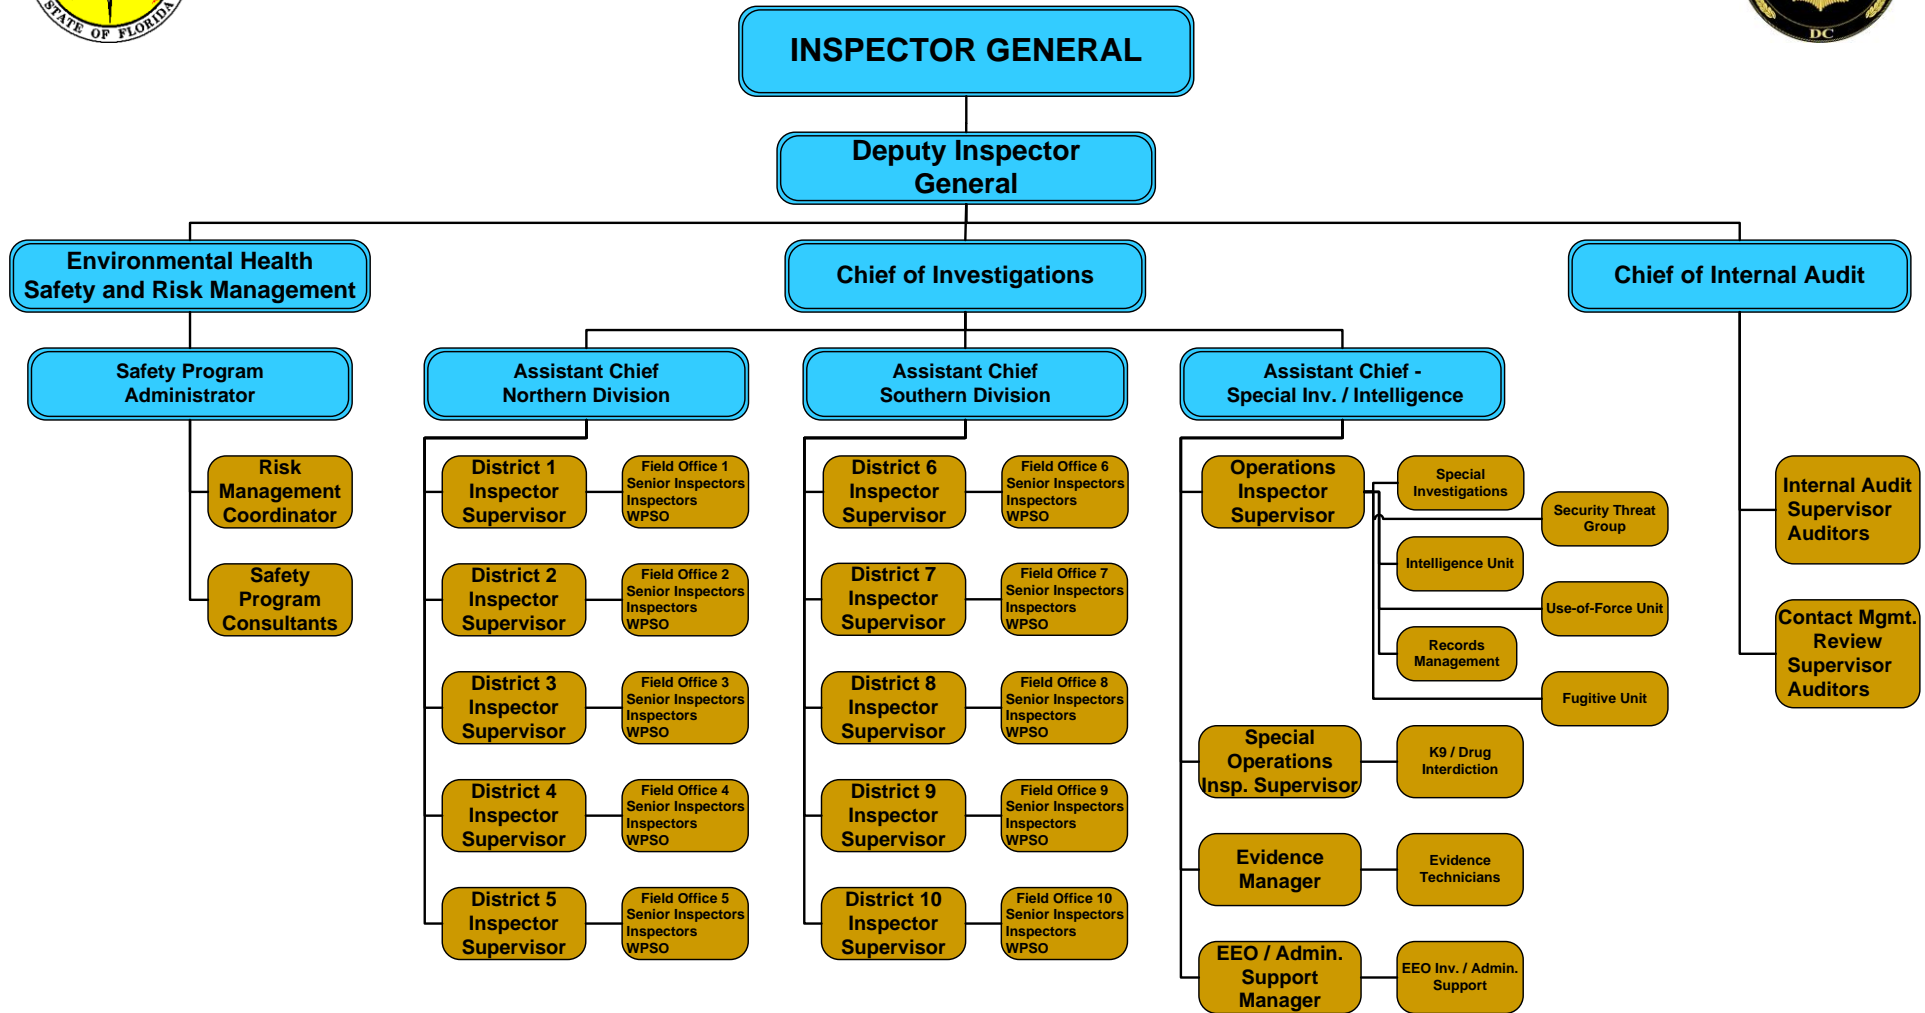 STATE OF FLORIDA
DC
INSPECTOR GENERAL
Deputy Inspector
General
Environmental Health
Safety and Risk Management
Chief of Investigations
Chief of Internal Audit
Safety Program
Administrator
Assistant Chief
Northern Division
Assistant Chief
Southern Division
Assistant Chief -
Special Inv. / Intelligence
Risk
Management
Coordinator
Safety
Program
Consultants
District 1
Inspector
Supervisor
Field Office 1
Senior Inspectors
Inspectors
WPSO
District 2
Inspector
Supervisor
Field Office 2
Senior Inspectors
Inspectors
WPSO
District 3
Inspector
Supervisor
Field Office 3
Senior Inspectors
Inspectors
WPSO
District 4
Inspector
Supervisor
Field Office 4
Senior Inspectors
Inspectors
WPSO
District 5
Inspector
Supervisor
Field Office 5
Senior Inspectors
Inspectors
WPSO
District 6
Inspector
Supervisor
Field Office 6
Senior Inspectors
Inspectors
WPSO
District 7
Inspector
Supervisor
Field Office 7
Senior Inspectors
Inspectors
WPSO
District 8
Inspector
Supervisor
Field Office 8
Senior Inspectors
Inspectors
WPSO
District 9
Inspector
Supervisor
Field Office 9
Senior Inspectors
Inspectors
WPSO
District 10
Inspector
Supervisor
Field Office 10
Senior Inspectors
Inspectors
WPSO
Operations
Inspector
Supervisor
Special
Investigations
Security Threat
Group
Intelligence Unit
Use-of-Force Unit
Records
Management
Fugitive Unit
Special
Operations
Insp. Supervisor
K9 / Drug
Interdiction
Evidence
Manager
Evidence
Technicians
EEO / Admin.
Support
Manager
EEO Inv. / Admin.
Support
Internal Audit
Supervisor
Auditors
Contact Mgmt.
Review
Supervisor
Auditors